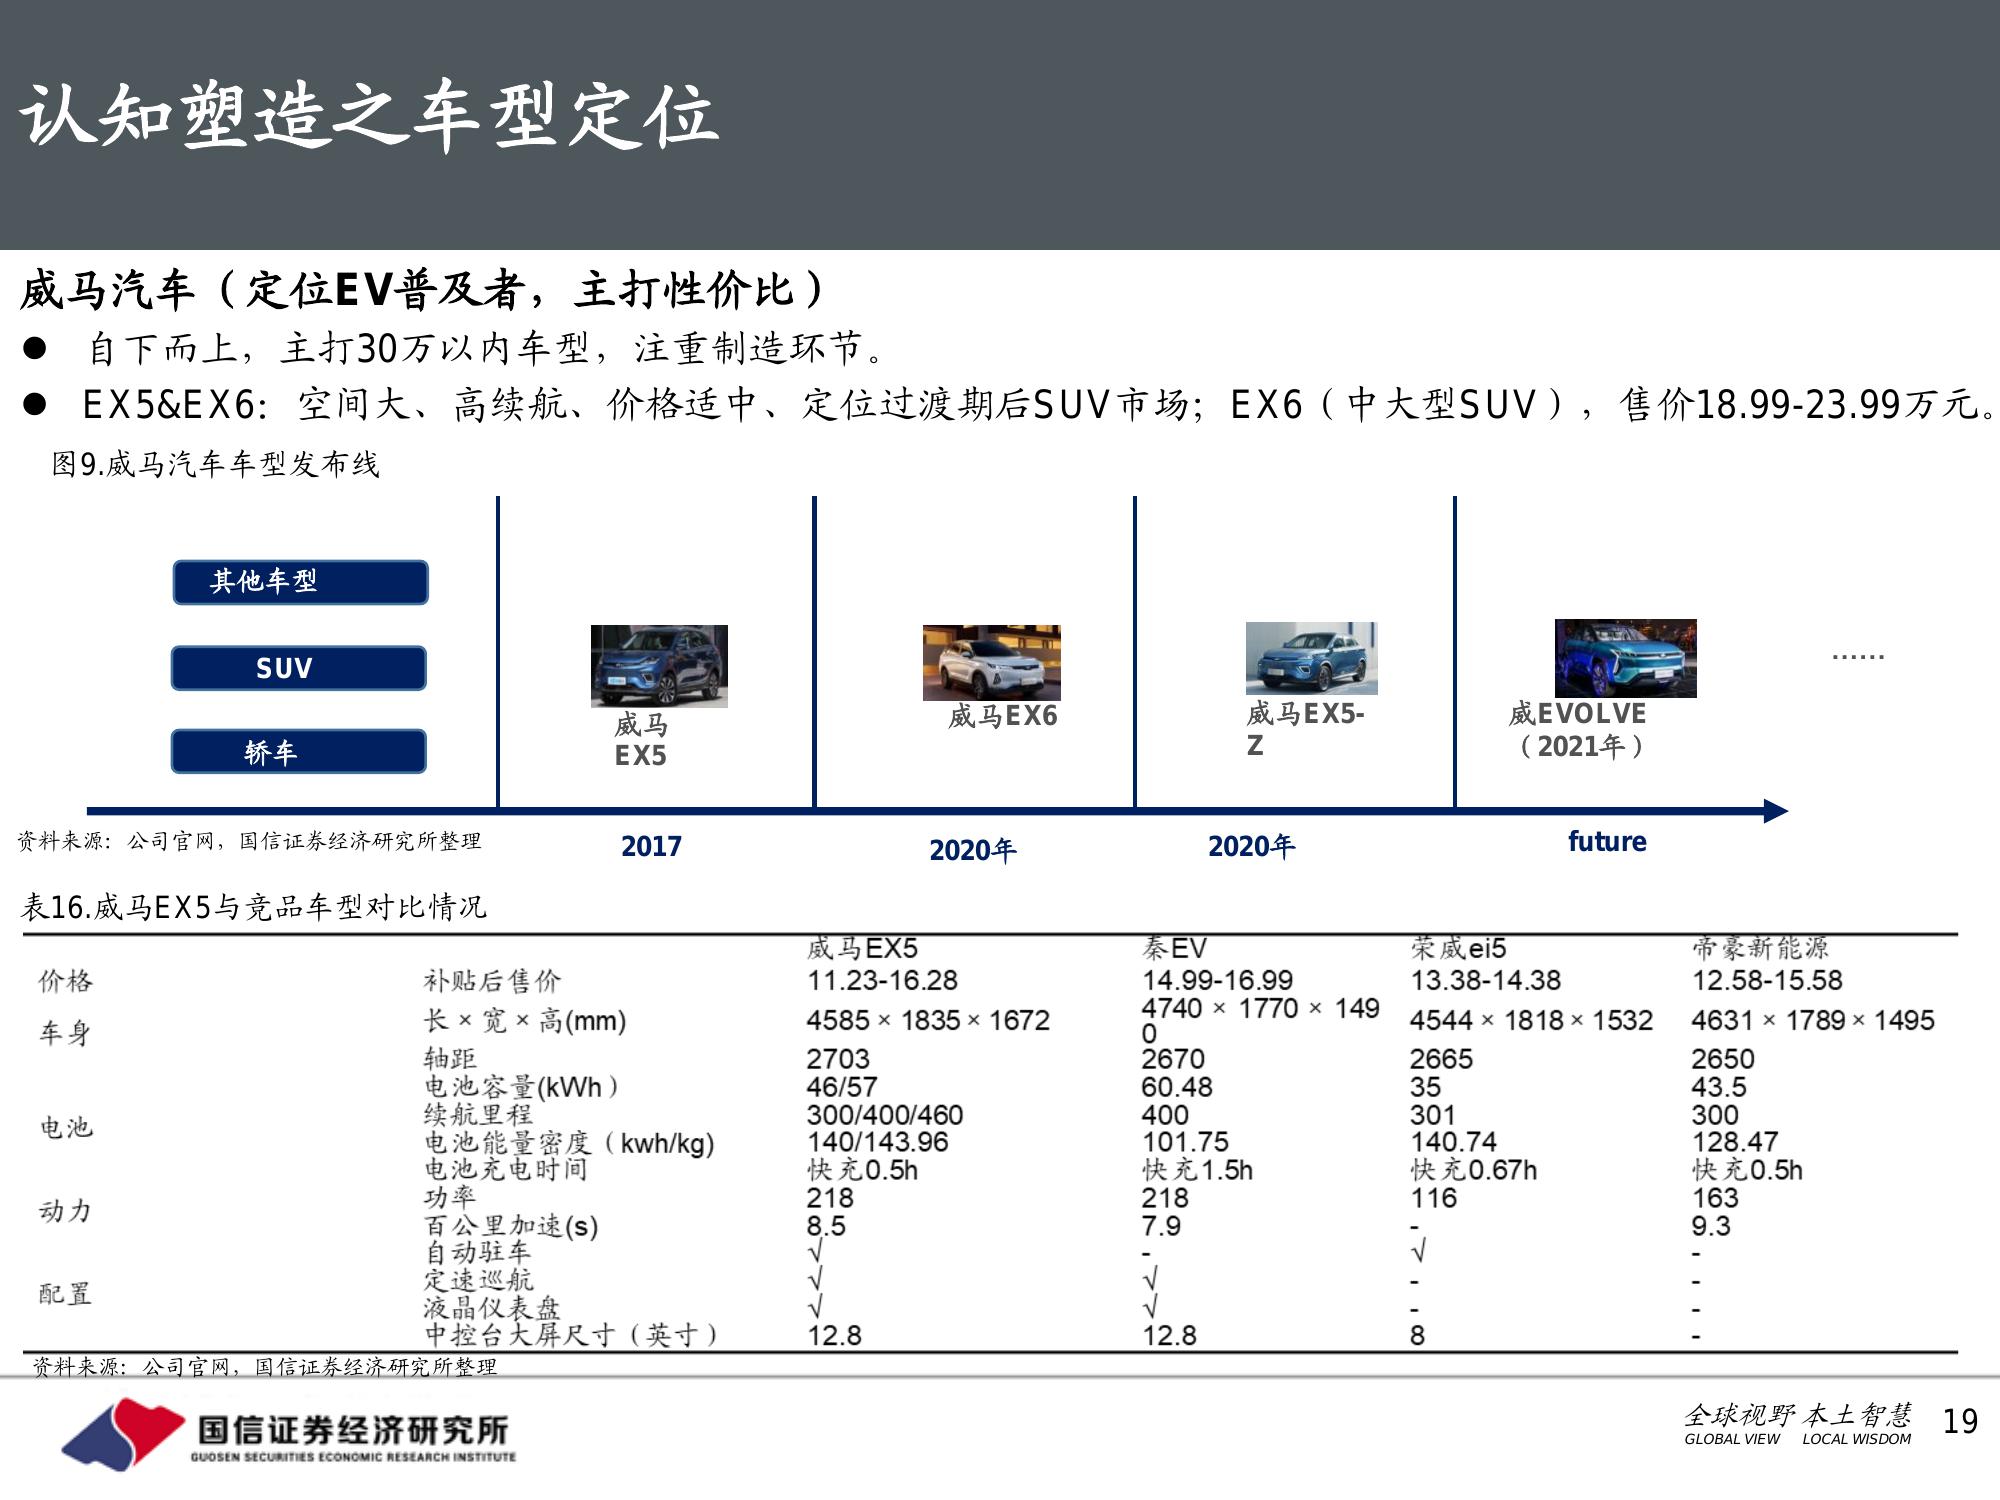 认知塑造之车型定位
威马汽车（定位EV普及者，主打性价比）
● 自下而上，主打30万以内车型，注重制造环节。
● EX5&EX6：空间大、高续航、价格适中、定位过渡期后SUV市场；EX6（中大型SUV），售价18.99-23.99万元。
图9.威马汽车车型发布线
其他车型
SUV
轿车
威马
EX5
威马EX6
威马EX5-
Z
威EVOLVE
（2021年）
......
2017
2020年
2020年
future
资料来源：公司官网，国信证券经济研究所整理
表16.威马EX5与竞品车型对比情况
威马EX5 秦EV 荣威ei5 帝豪新能源
价格 补贴后售价 11.23-16.28 14.99-16.99 13.38-14.38 12.58-15.58
车身 长×宽×高(mm) 4585×1835×1672 4740×1770×149
0 4544×1818×1532 4631×1789×1495
轴距 2703 2670 2665 2650
电池 电池容量(kWh） 46/57 60.48 35 43.5
续航里程 300/400/460 400 301 300
电池能量密度（kwh/kg) 140/143.96 101.75 140.74 128.47
电池充电时间 快充0.5h 快充1.5h 快充0.67h 快充0.5h
动力 功率 218 218 116 163
百公里加速(s) 8.5 7.9 - 9.3
配置 自动驻车 √ - √ -
定速巡航 √ √ - -
液晶仪表盘 √ √ - -
中控台大屏尺寸（英寸） 12.8 12.8 8 -
资料来源：公司官网，国信证券经济研究所整理
国信证券经济研究所
GUOSEN SECURITIES ECONOMIC RESEARCH INSTITUTE
全球视野 本土智慧
GLOBAL VIEW LOCAL WISDOM
19